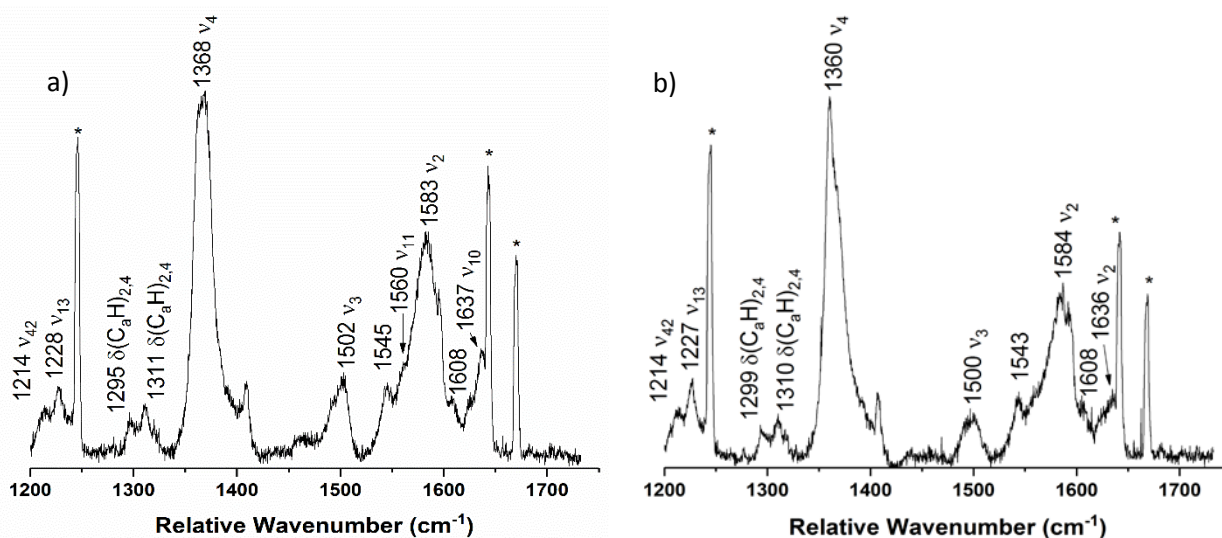 a)
1214 ν42
1228 ν13
*
1295 δ(CaH)2,4
1311 δ(CaH)2,4
1368 ν4
1502 ν3
1545
1560 ν11
1583 ν2
1608
1637 ν10
*
*
1200 1300 1400 1500 1600 1700
Relative Wavenumber (cm-1)
b)
1214 ν42
1227 ν13
*
1299 δ(CaH)2,4
1310 δ(CaH)2,4
1360 ν4
1500 ν3
1543
1584 ν2
1608
1636 ν2
*
*
1200 1300 1400 1500 1600 1700
Relative Wavenumber (cm-1)